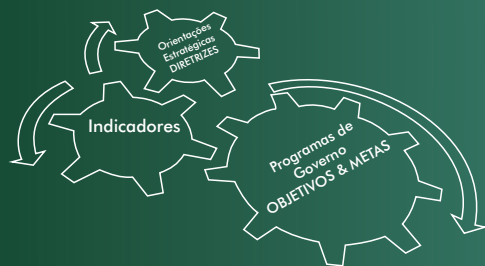 Orientações
Estratégicas
DIRETRIZES
Indicadores
Programas de
Governo
OBJETIVOS & METAS